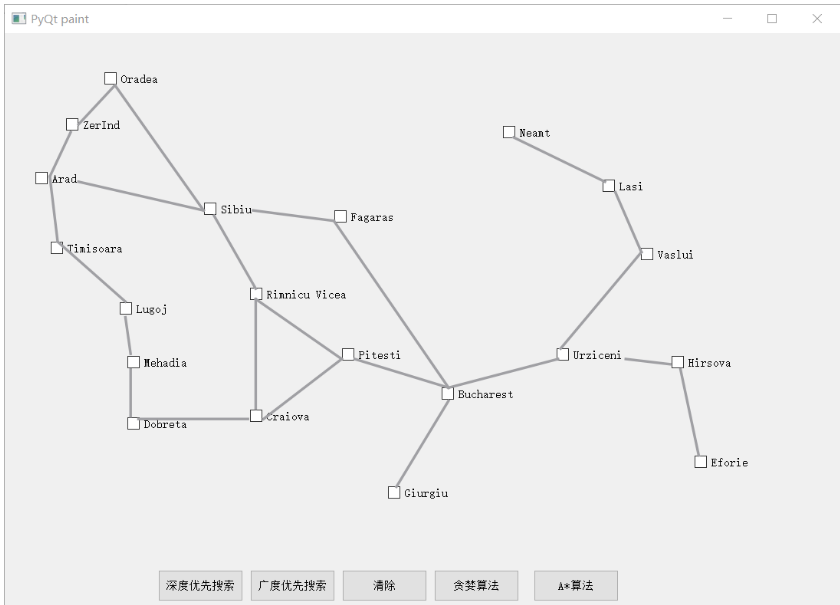 PyQt paint
Oradea
ZerInd
Neamt
Arad
Lasi
Sibiu
Fagaras
Timisoara
Vaslui
Rimnicu Vicea
Lugoj
Mehadia
Pitesti
Urziceni
Hirsova
Bucharest
Craiova
Dobreta
Eforie
Giurgiu
深度优先搜索
广度优先搜索
清除
贪婪算法
A*算法